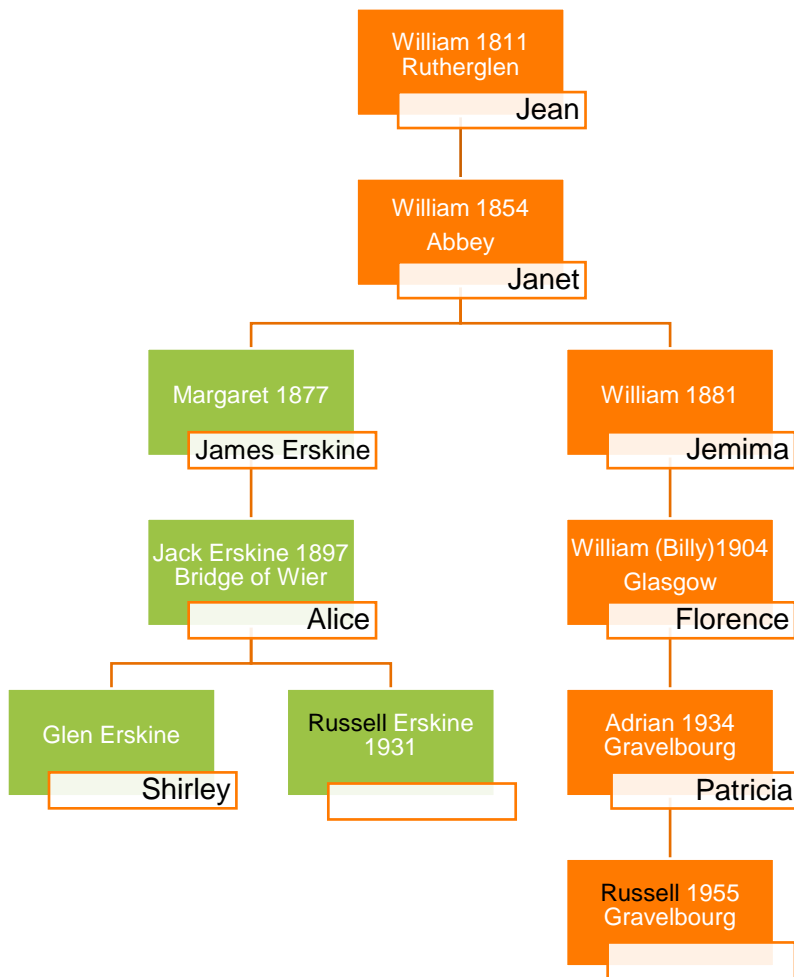 William 1811
Rutherglen
Jean
William 1854
Abbey
Janet
Margaret 1877
James Erskine
William 1881
Jemima
Jack Erskine 1897
Bridge of Wier
Alice
William (Billy)1904
Glasgow
Florence
Glen Erskine
Shirley
Russell Erskine
1931
Adrian 1934
Gravelbourg
Patricia
Russell 1955
Gravelbourg